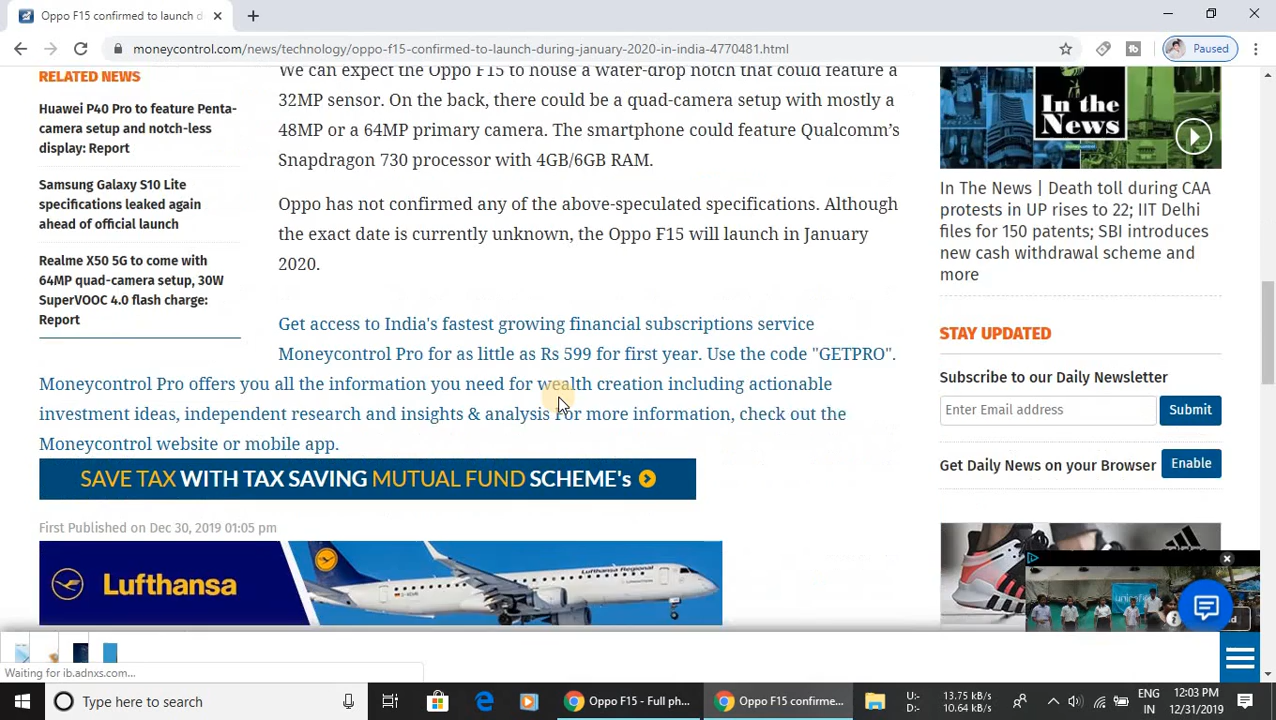 Oppo F15 confirmed to launch d
moneycontrol.com/news/technology/oppo-f15-confirmed-to-launch-during-january-2020-in-india-4770481.html
Paused
RELATED NEWS
Huawei P40 Pro to feature Penta-
camera setup and notch-less
display: Report
Samsung Galaxy S10 Lite
specifications leaked again
ahead of official launch
Realme X50 5G to come with
64MP quad-camera setup, 30W
SuperVOOC 4.0 flash charge:
Report
We can expect the Oppo F15 to house a water-drop notch that could feature a
32MP sensor. On the back, there could be a quad-camera setup with mostly a
48MP or a 64MP primary camera. The smartphone could feature Qualcomm's
Snapdragon 730 processor with 4GB/6GB RAM.
Oppo has not confirmed any of the above-speculated specifications. Although
the exact date is currently unknown, the Oppo F15 will launch in January
2020.
Get access to India's fastest growing financial subscriptions service
Moneycontrol Pro for as little as Rs 599 for first year. Use the code "GETPRO".
Moneycontrol Pro offers you all the information you need for wealth creation including actionable
investment ideas, independent research and insights & analysis For more information, check out the
Moneycontrol website or mobile app.
SAVE TAX WITH TAX SAVING MUTUAL FUND SCHEME's
First Published on Dec 30, 2019 01:05 pm
Lufthansa
Lufthansa Regional
In the
News
In The News | Death toll during CAA
protests in UP rises to 22; IIT Delhi
files for 150 patents; SBI introduces
new cash withdrawal scheme and
more
STAY UPDATED
Subscribe to our Daily Newsletter
Enter Email address
Submit
Get Daily News on your Browser
Enable
adidas
unicef
Waiting for ib.adnxs.com...
Type here to search
Oppo F15 - Full ph...
Oppo F15 confirme...
U:- 13.75 kB/s
D:- 10.64 kB/s
ENG
IN
12:03 PM
12/31/2019